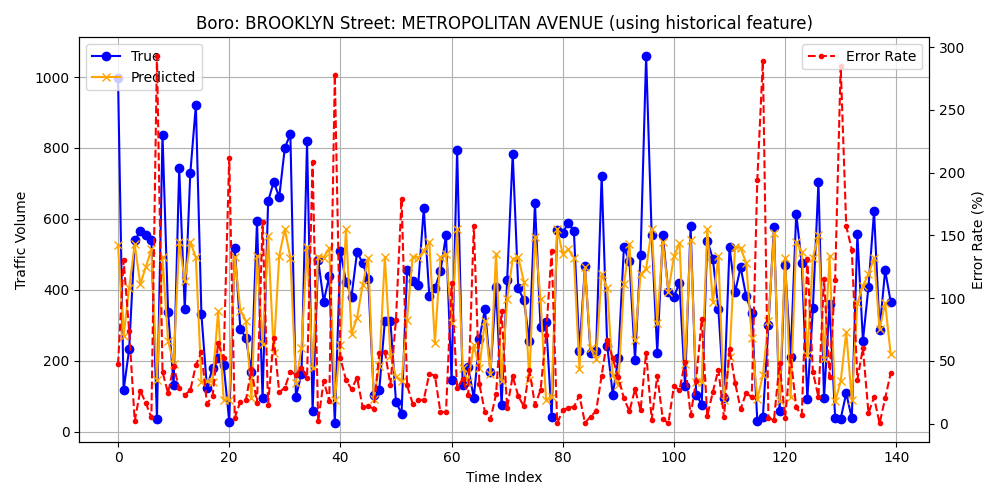 Boro: BROOKLYN Street: METROPOLITAN AVENUE (using historical feature)
True
Predicted
Error Rate
Traffic Volume
1000
800
600
400
200
0
300
250
200
150
100
50
0
Error Rate (%)
0 20 40 60 80 100 120 140
Time Index